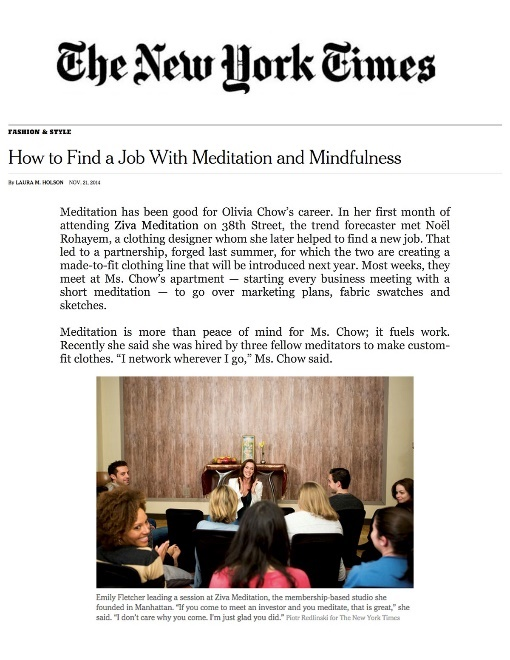 The New York Times
FASHION & STYLE
How to Find a Job With Meditation and Mindfulness
By LAURA M. HOLSON NOV. 21, 2014
Meditation has been good for Olivia Chow's career. In her first month of
attending Ziva Meditation on 38th Street, the trend forecaster met Noël
Rohayem, a clothing designer whom she later helped to find a new job. That
led to a partnership, forged last summer, for which the two are creating a
made-to-fit clothing line that will be introduced next year. Most weeks, they
meet at Ms. Chow's apartment — starting every business meeting with a
short meditation — to go over marketing plans, fabric swatches and
sketches.
Meditation is more than peace of mind for Ms. Chow; it fuels work.
Recently she said she was hired by three fellow meditators to make custom-
fit clothes. “I network wherever I go,” Ms. Chow said.
Emily Fletcher leading a session at Ziva Meditation, the membership-based studio she
founded in Manhattan. “If you come to meet an investor and you meditate, that is great,” she
said. “I don't care why you come. I'm just glad you did.” Piotr Redlinski for The New York Times